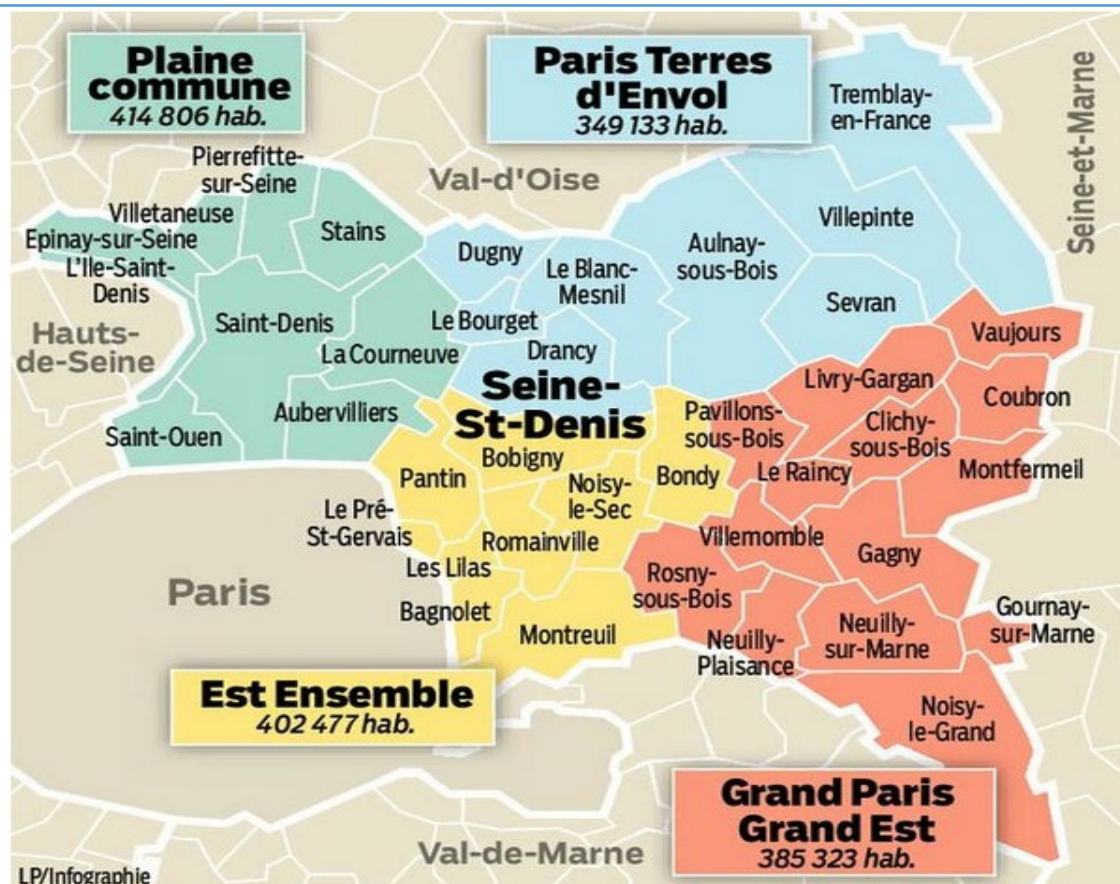 Plaine
commune
414 806 hab.
Paris Terres
d'Envol
349 133 hab.
Tremblay-
en-France
Seine-et-Marne
Pierrefitte-
sur-Seine
Val-d'Oise
Villetaneuse
Epinay-sur-Seine
L'Ile-Saint-
Denis
Stains
Dugny
Le Blanc-
Mesnil
Aulnay-
sous-Bois
Villepinte
Sevran
Hauts-
de-Seine
Saint-Denis
La Courneuve
Le Bourget
Drancy
Vaujours
Livry-Gargan
Coubron
Seine-
St-Denis
Aubervilliers
Saint-Ouen
Pavillons-
sous-Bois
Clichy-
sous-Bois
Bobigny
Pantin
Noisy-
le-Sec
Bondy
Le Raincy
Montfermeil
Le Pré-
St-Gervais
Romainville
Villemomble
Gagny
Les Lilas
Paris
Bagnolet
Rosny-
sous-Bois
Montreuil
Neuilly-
Plaisance
Neuilly-
sur-Marne
Gournay-
sur-Marne
Est Ensemble
402 477 hab.
Noisy-
le-Grand
Grand Paris
Grand Est
385 323 hab.
Val-de-Marne
LP/Infographie